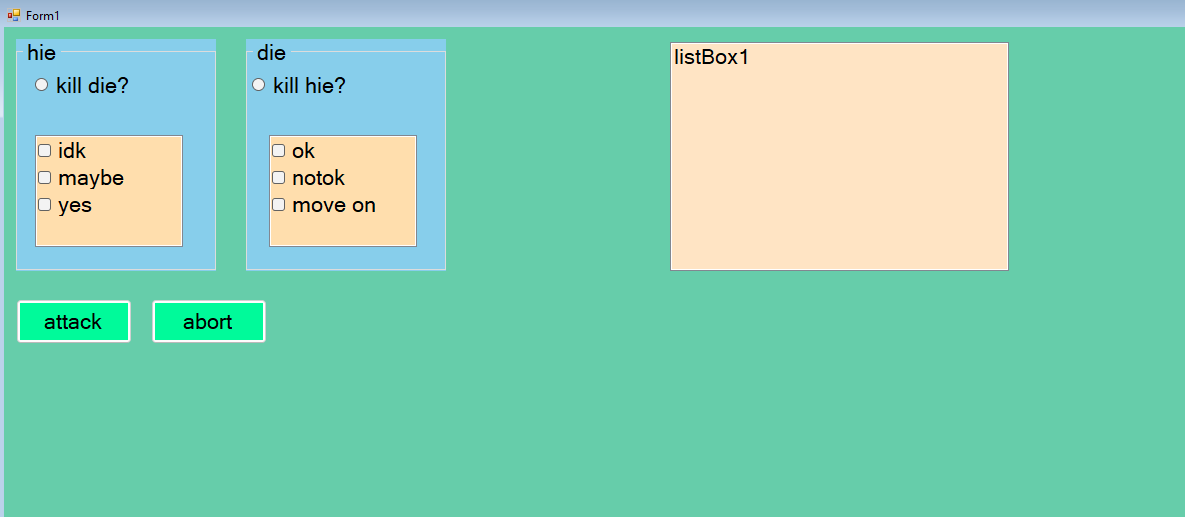 Form1
hie
kill die?
idk
maybe
yes
die
kill hie?
ok
notok
move on
listBox1
attack
abort